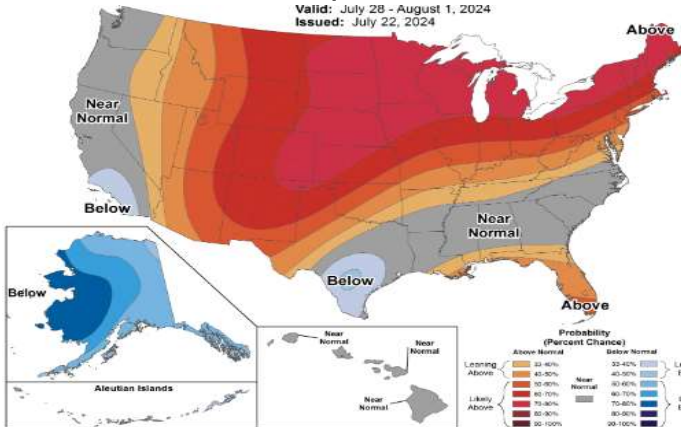 Valid: July 28 - August 1, 2024
Issued: July 22, 2024
Above
Near
Normal
Below
Near
Normal
Below
Above
Below
Aleutian Islands
Near
Normal
Near
Normal
Near
Normal
Probability
(Percent Chance)
Above Normal
Below Normal
Leaning
Above
33-40%
40-50%
50-60%
Likely
Above
60-70%
70-80%
80-90%
90-100%
Near
Normal
33-40%
40-50%
50-60%
60-70%
70-80%
80-90%
90-100%